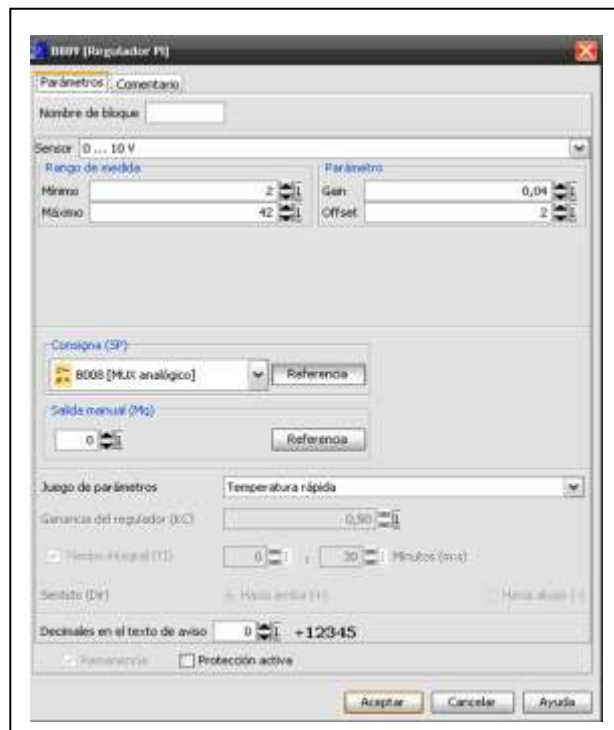 B009 [Regulador PI]
Parámetros Comentario
Nombre de bloque
Sensor 0 ... 10 V
Rango de medida Parámetro
Mínimo 2 Gain 0,04
Máximo 42 Offset 2
Consigna (SP)
B008 [MUX analógico] Referencia
Salida manual (Mq)
0 Referencia
Juego de parámetros Temperatura rápida
Ganancia del regulador (KC) 0,50
Tiempo integral (TI) 0 : 30 Minutos (m:s)
Sentido (Dir) Hacia arriba (+) Hacia abajo (-)
Decimales en el texto de aviso 0 +12345
Remanencia Protección activa
Aceptar Cancelar Ayuda